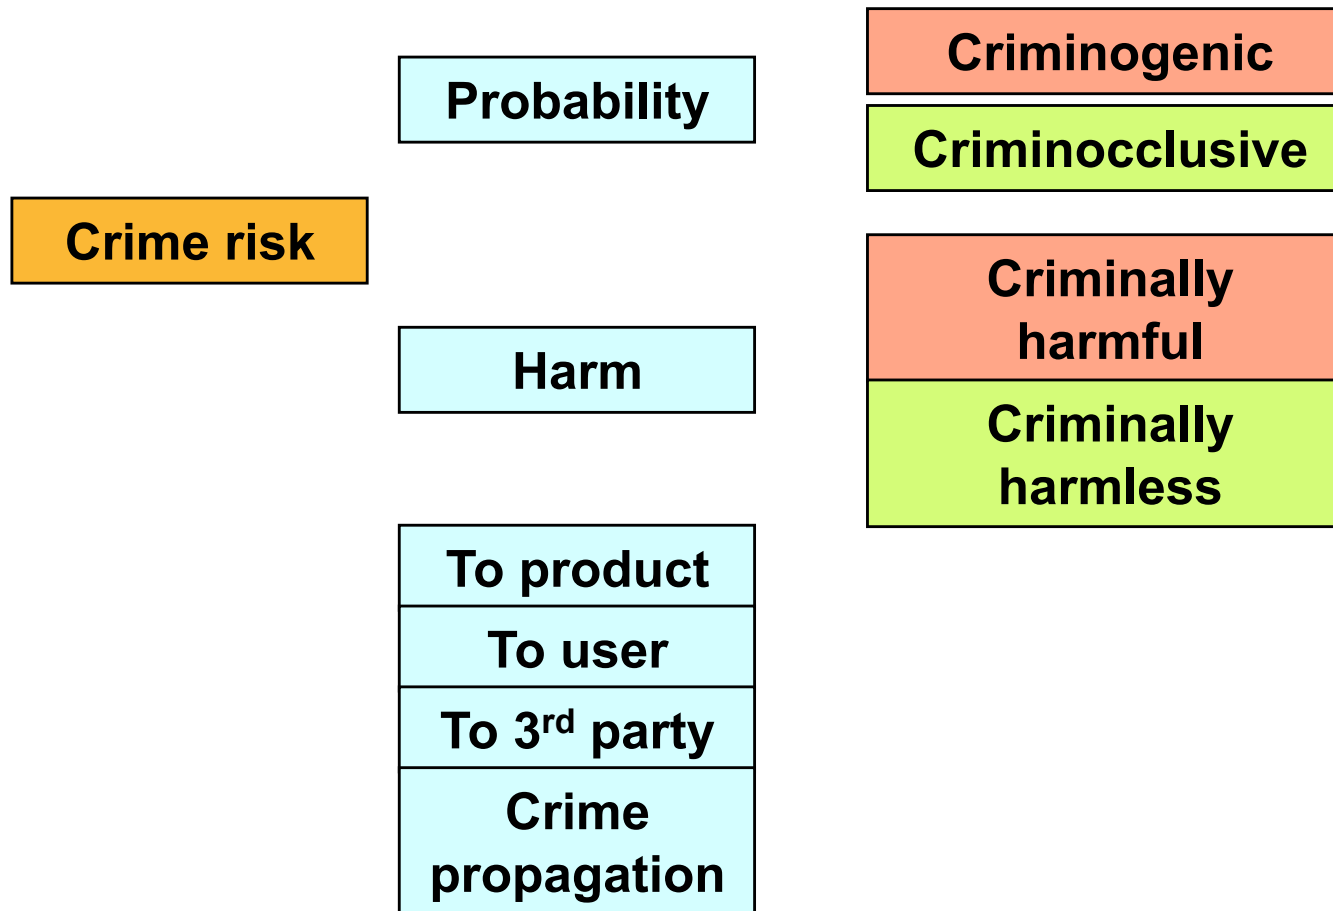 Crime risk
Probability
Criminogenic
Criminocclusive
Harm
Criminally
harmful
Criminally
harmless
To product
To user
To 3rd party
Crime
propagation